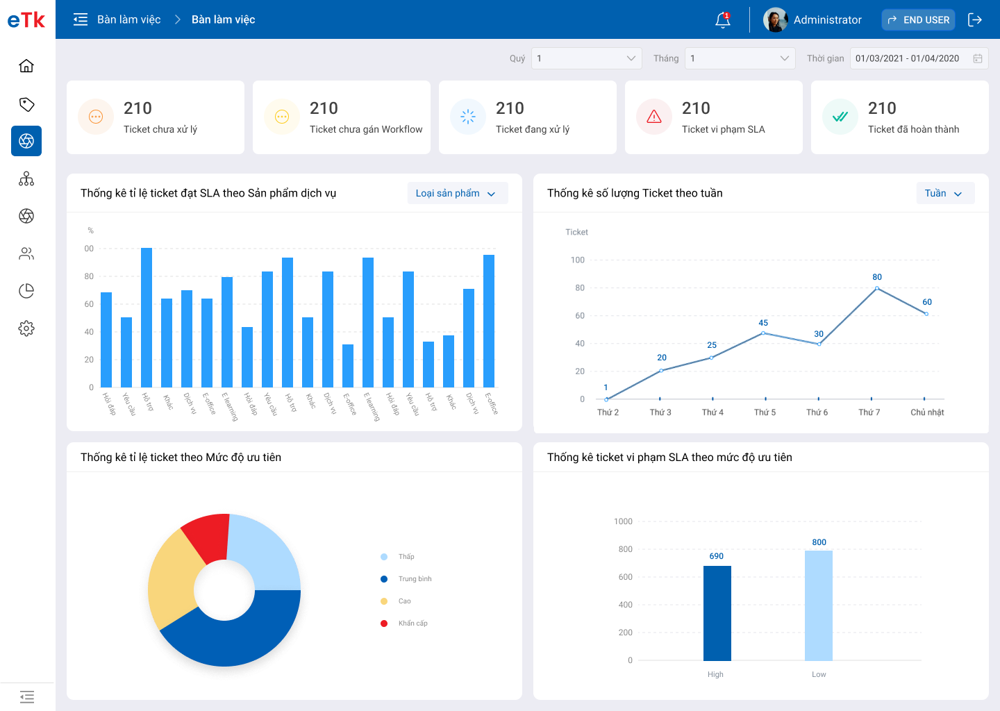 eTk
Bàn làm việc
Bàn làm việc
1
Administrator
END USER
Quý
1
Tháng
1
Thời gian
01/03/2021 - 01/04/2020
210
Ticket chưa xử lý
210
Ticket chưa gán Workflow
210
Ticket đang xử lý
210
Ticket vi phạm SLA
210
Ticket đã hoàn thành
Thống kê tỉ lệ ticket đạt SLA theo Sản phẩm dịch vụ
Loại sản phẩm
%
00
80
60
40
20
0
Hỏi đáp
Yêu cầu
Hỗ trợ
Khác
Dịch vụ
E-office
E learning
Hỏi đáp
Yêu cầu
Hỗ trợ
Khác
Dịch vụ
E-office
E learning
Hỏi đáp
Yêu cầu
Hỗ trợ
Khác
Dịch vụ
E-office
Thống kê số lượng Ticket theo tuần
Tuần
Ticket
100
80
60
40
20
0
1
20
25
45
30
80
60
Thứ 2
Thứ 3
Thứ 4
Thứ 5
Thứ 6
Thứ 7
Chủ nhật
Thống kê tỉ lệ ticket theo Mức độ ưu tiên
Thấp
Trung bình
Cao
Khẩn cấp
Thống kê ticket vi phạm SLA theo mức độ ưu tiên
1000
800
600
400
200
0
690
800
High
Low